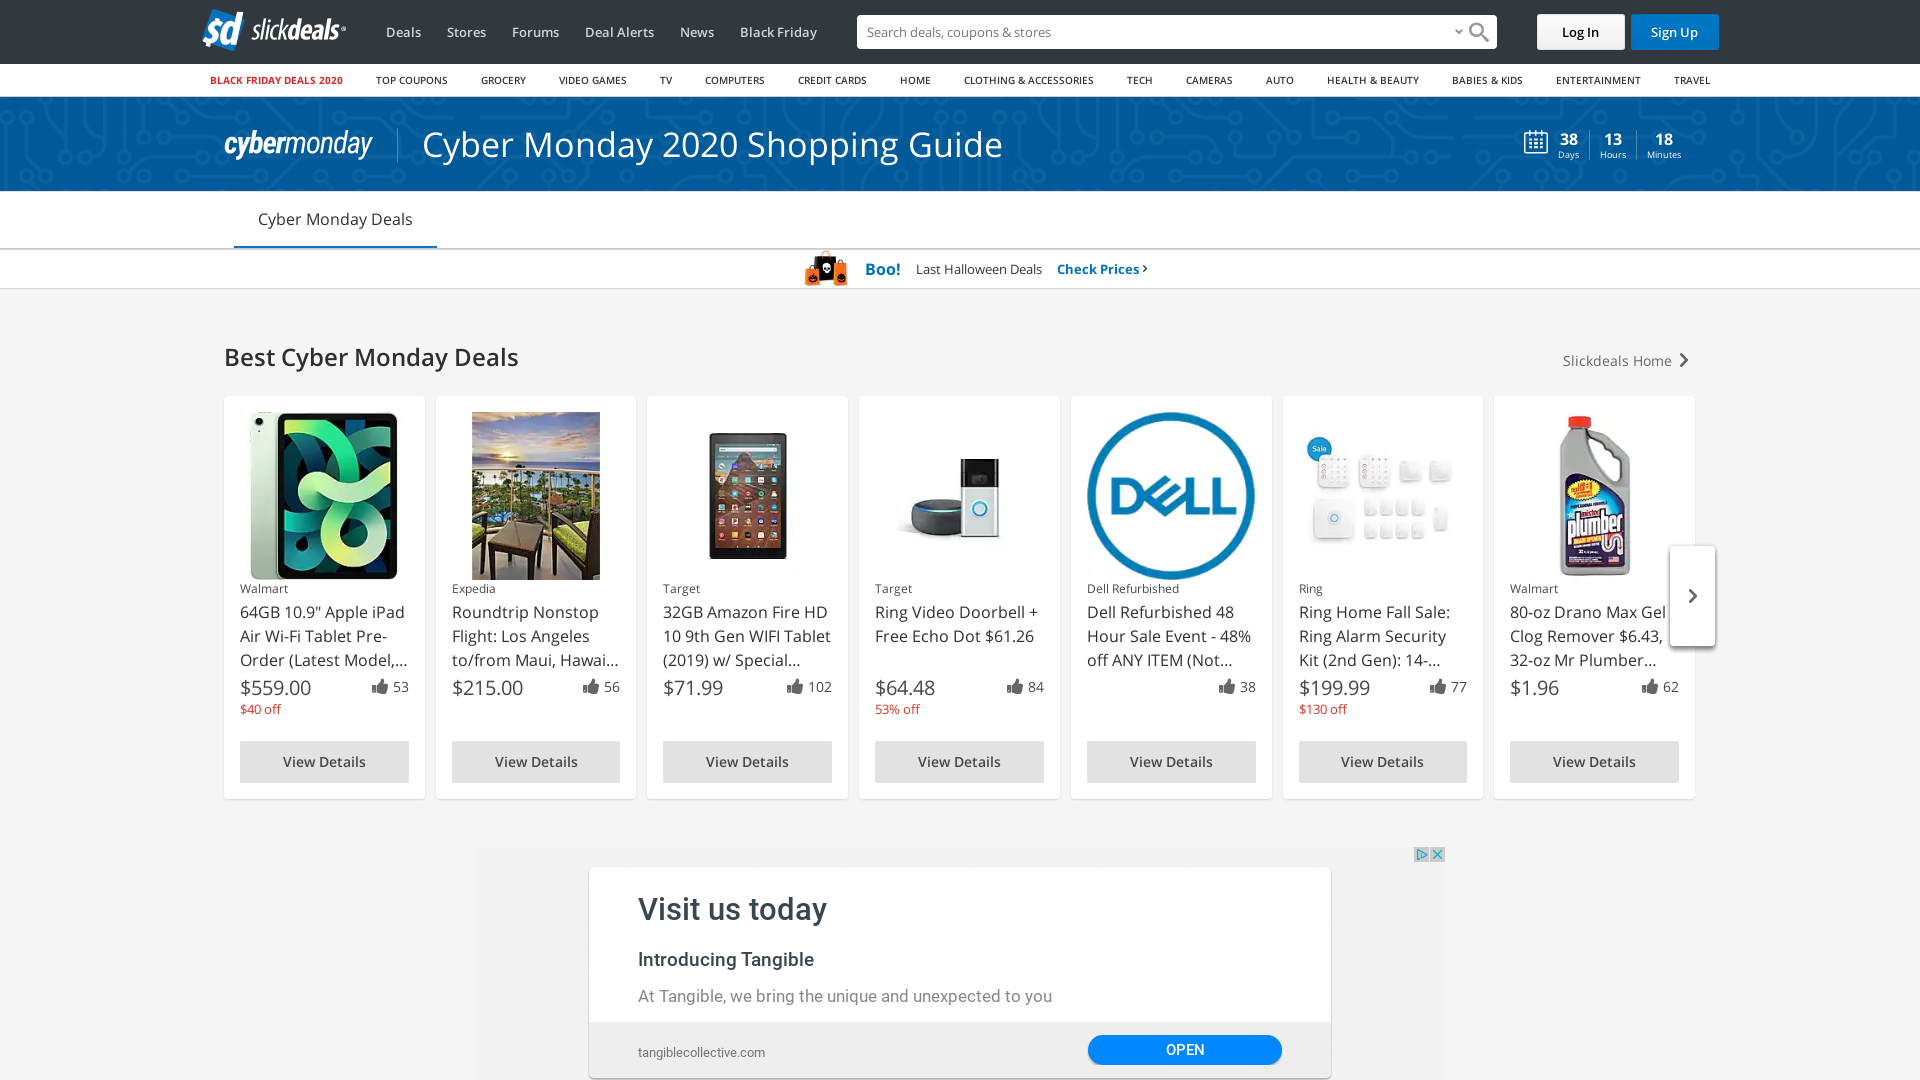 sd slickdeals
Deals
Stores
Forums
Deal Alerts
News
Black Friday
Search deals, coupons & stores
Log In
Sign Up
BLACK FRIDAY DEALS 2020
TOP COUPONS
GROCERY
VIDEO GAMES
TV
COMPUTERS
CREDIT CARDS
HOME
CLOTHING & ACCESSORIES
TECH
CAMERAS
AUTO
HEALTH & BEAUTY
BABIES & KIDS
ENTERTAINMENT
TRAVEL
cybermonday
Cyber Monday 2020 Shopping Guide
38
Days
13
Hours
18
Minutes
Cyber Monday Deals
Boo! Last Halloween Deals Check Prices
Best Cyber Monday Deals
Slickdeals Home
Walmart
64GB 10.9" Apple iPad
Air Wi-Fi Tablet Pre-
Order (Latest Model,...
$559.00
53
$40 off
View Details
Expedia
Roundtrip Nonstop
Flight: Los Angeles
to/from Maui, Hawai...
$215.00
56
View Details
Target
32GB Amazon Fire HD
10 9th Gen WIFI Tablet
(2019) w/ Special...
$71.99
102
View Details
Target
Ring Video Doorbell +
Free Echo Dot $61.26
$64.48
84
53% off
View Details
DELL
Dell Refurbished
Dell Refurbished 48
Hour Sale Event - 48%
off ANY ITEM (Not...
38
View Details
Sale
Ring
Ring Home Fall Sale:
Ring Alarm Security
Kit (2nd Gen): 14-...
$199.99
77
$130 off
View Details
mister
plumber
Walmart
80-oz Drano Max Gel
Clog Remover $6.43,
32-oz Mr Plumber...
$1.96
62
View Details
Visit us today
Introducing Tangible
At Tangible, we bring the unique and unexpected to you
tangiblecollective.com
OPEN